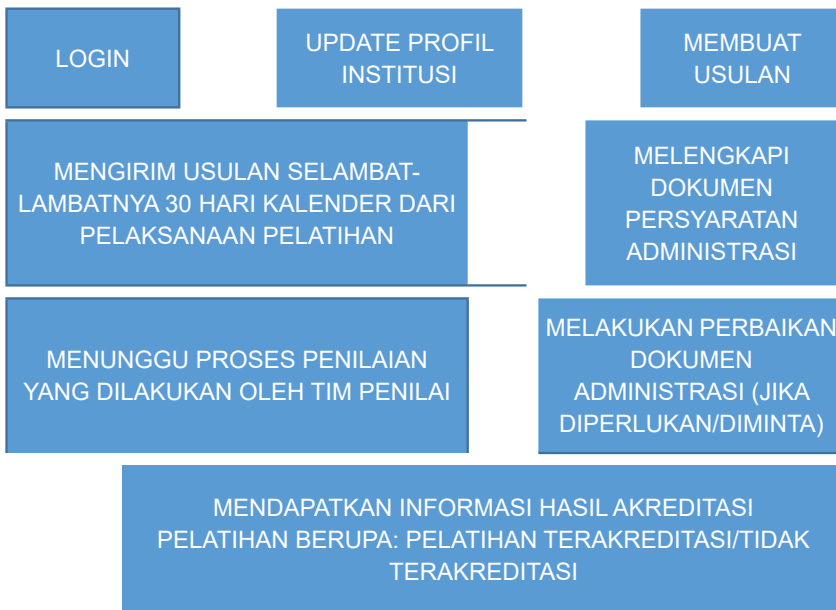 LOGIN
UPDATE PROFIL
INSTITUSI
MEMBUAT
USULAN
MENGIRIM USULAN SELAMBAT-
LAMBATNYA 30 HARI KALENDER DARI
PELAKSANAAN PELATIHAN
MELENGKAPI
DOKUMEN
PERSYARATAN
ADMINISTRASI
MENUNGGU PROSES PENILAIAN
YANG DILAKUKAN OLEH TIM PENILAI
MELAKUKAN PERBAIKAN
DOKUMEN
ADMINISTRASI (JIKA
DIPERLUKAN/DIMINTA)
MENDAPATKAN INFORMASI HASIL AKREDITASI
PELATIHAN BERUPA: PELATIHAN TERAKREDITASI/TIDAK
TERAKREDITASI